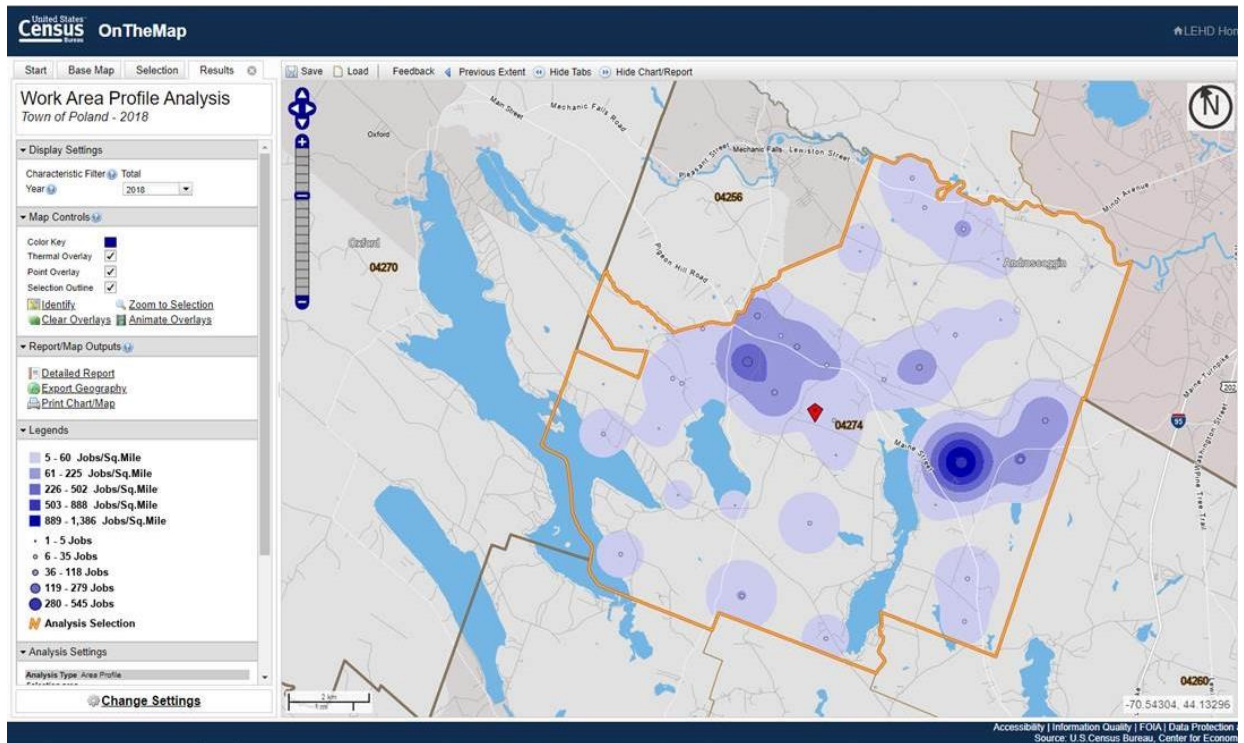 United States
Census
Bureau
OnTheMap
LEHD Hom
Start Base Map Selection Results
Save Load Feedback Previous Extent Hide Tabs Hide Chart/Report
Work Area Profile Analysis
Town of Poland - 2018
Display Settings
Characteristic Filter Total
Year 2018
Map Controls
Color Key
Thermal Overlay
Point Overlay
Selection Outline
Identify Zoom to Selection
Clear Overlays Animate Overlays
Report/Map Outputs
Detailed Report
Export Geography
Print Chart/Map
Legends
5 - 60 Jobs/Sq.Mile
61 - 225 Jobs/Sq.Mile
226 - 502 Jobs/Sq.Mile
503 - 888 Jobs/Sq.Mile
889 - 1,386 Jobs/Sq.Mile
1 - 5 Jobs
6 - 35 Jobs
36 - 118 Jobs
119 - 279 Jobs
280 - 545 Jobs
Analysis Selection
Analysis Settings
Analysis Type Area Profile
Change Settings
N
Main Street
Mechanic Falls Road
Oxford
Pleasant Street
Mechanic Falls
Lewiston Street
04256
Minot Avenue
Oxford
04270
Pigeon Hill Road
Androscoggin
Maine Turnpike
202
95
Washington Street
Pine Tree Trail
04274
Maine Street
04260
2 km
1 mi
-70.54304, 44.13296
Accessibility | Information Quality | FOIA | Data Protection a
Source: U.S.Census Bureau, Center for Econom